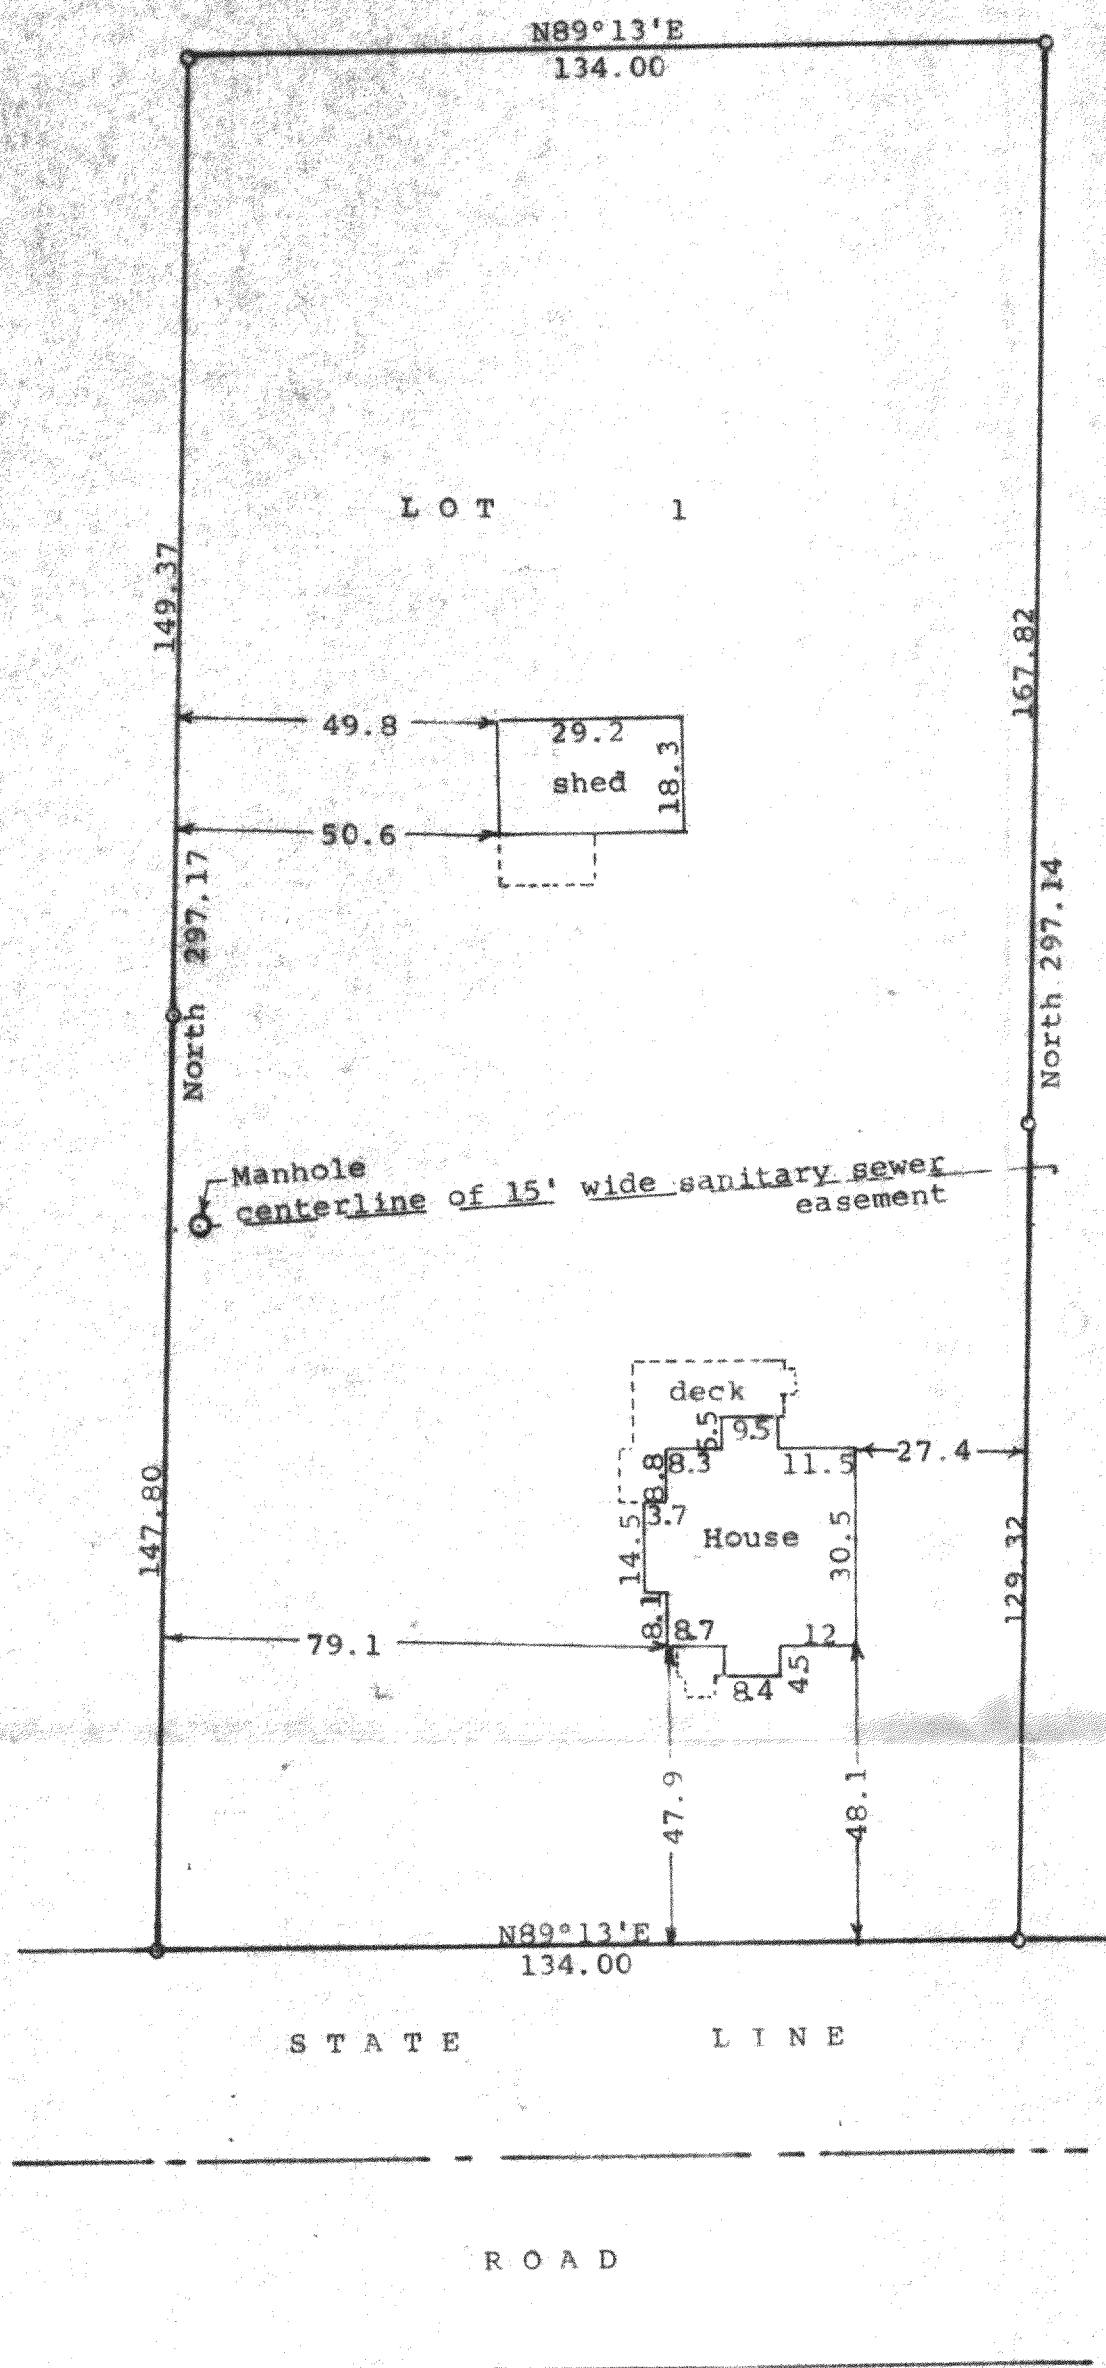 N89°13'E
134.00
LOT 1
149.37
167.82
49.8
29.2
shed
18.3
50.6
North 297.17
North 297.14
Manhole
centerline of 15' wide sanitary sewer
easement
deck
5.5
9.5
8.3
11.5
27.4
8.8
3.7
14.5
House
30.5
147.80
129.32
8.1
8.7
12
79.1
4.5
8.4
47.9
48.1
N89°13'E
134.00
STATE LINE
ROAD